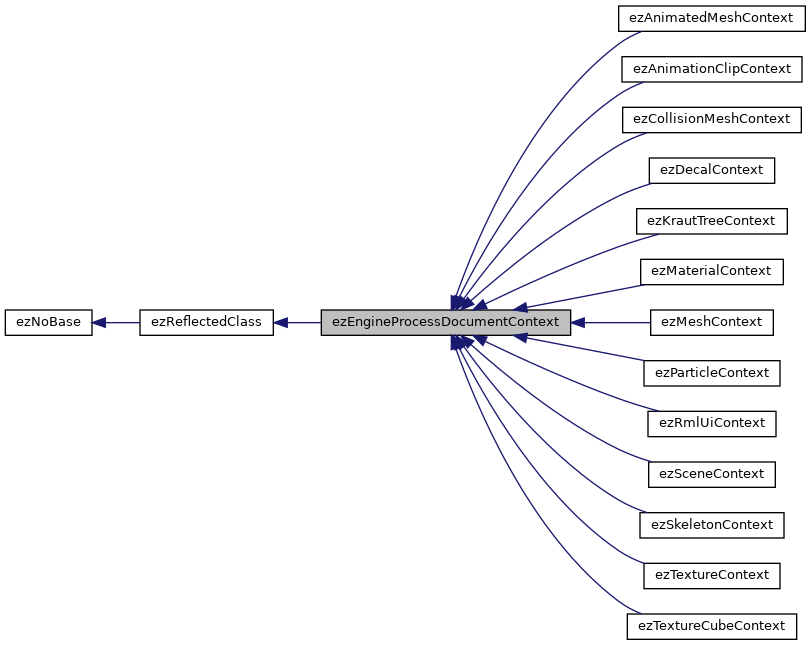 ezAnimatedMeshContext
ezAnimationClipContext
ezCollisionMeshContext
ezDecalContext
ezKrautTreeContext
ezMaterialContext
ezNoBase
ezReflectedClass
ezEngineProcessDocumentContext
ezMeshContext
ezParticleContext
ezRmlUiContext
ezSceneContext
ezSkeletonContext
ezTextureContext
ezTextureCubeContext